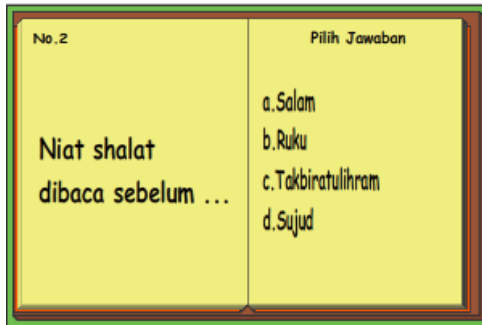 No.2
Niat shalat
dibaca sebelum ...
Pilih Jawaban
a.Salam
b.Ruku
c.Takbiratulihram
d.Sujud